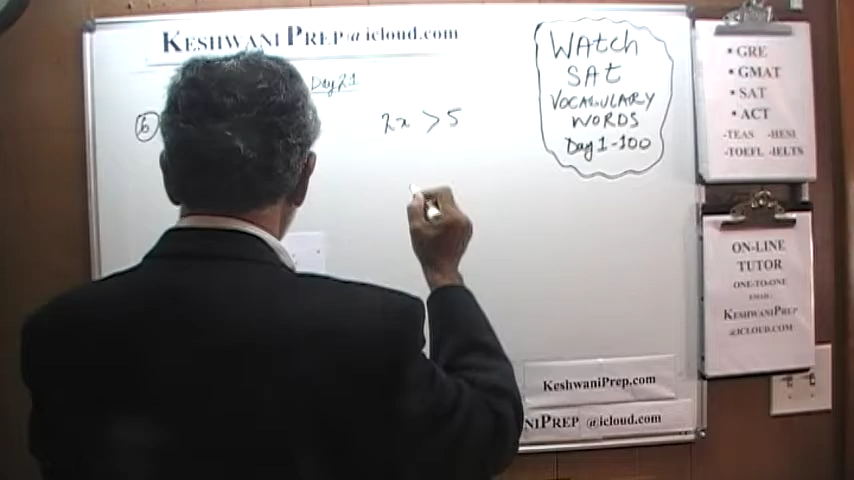 KESHWANI PREP@icloud.com
Day 21
6
2x > 5
WAtch
SAt
VOCABULARY
WORDS
Day 1-100
• GRE
• GMAT
• SAT
• ACT
-TEAS -HESI
-TOEFL -IELTS
ON-LINE
TUTOR
ONE-TO-ONE
EMAIL:
KESHWANIPREP
@ICLOUD.COM
KeshwaniPrep.com
NIPREP @icloud.com